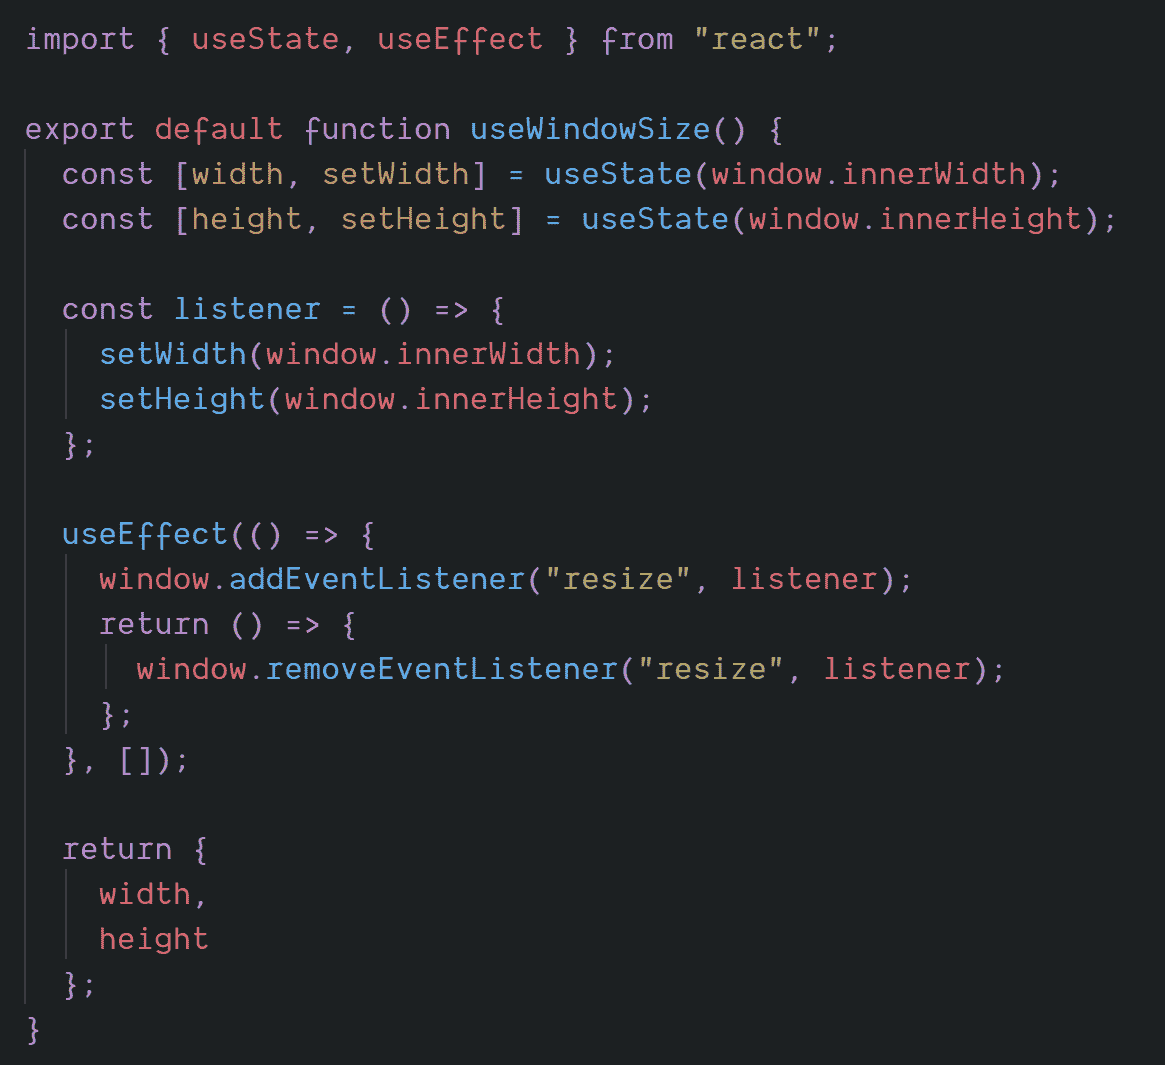 import { useState, useEffect } from "react";

export default function useWindowSize() {
  const [width, setWidth] = useState(window.innerWidth);
  const [height, setHeight] = useState(window.innerHeight);

  const listener = () => {
    setWidth(window.innerWidth);
    setHeight(window.innerHeight);
  };

  useEffect(() => {
    window.addEventListener("resize", listener);
    return () => {
      window.removeEventListener("resize", listener);
    };
  }, []);

  return {
    width,
    height
  };
}